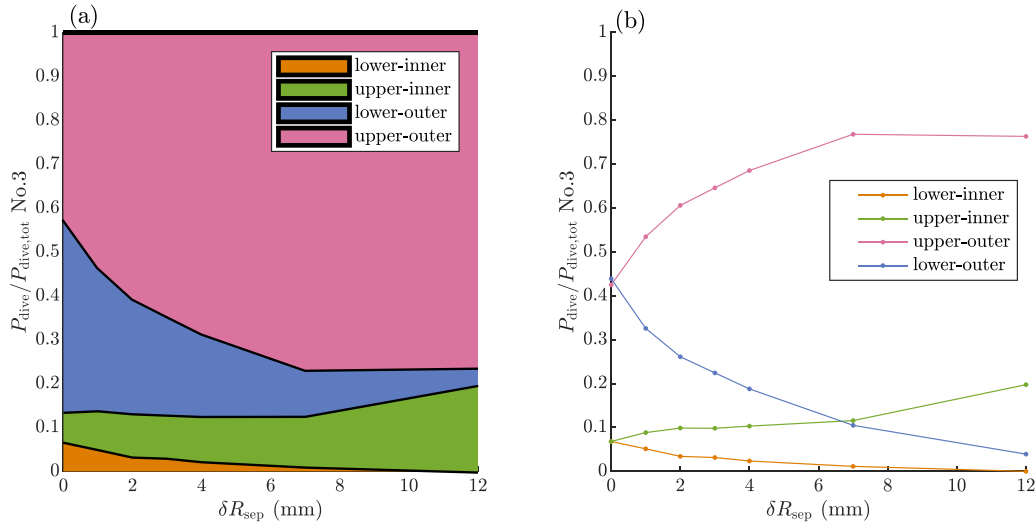 (a)
P_dive/P_dive,tot No.3
1
0.9
0.8
0.7
0.6
0.5
0.4
0.3
0.2
0.1
0
lower-inner
upper-inner
lower-outer
upper-outer
0 2 4 6 8 10 12
δR_sep (mm)
(b)
P_dive/P_dive,tot No.3
1
0.9
0.8
0.7
0.6
0.5
0.4
0.3
0.2
0.1
0
lower-inner
upper-inner
upper-outer
lower-outer
0 2 4 6 8 10 12
δR_sep (mm)